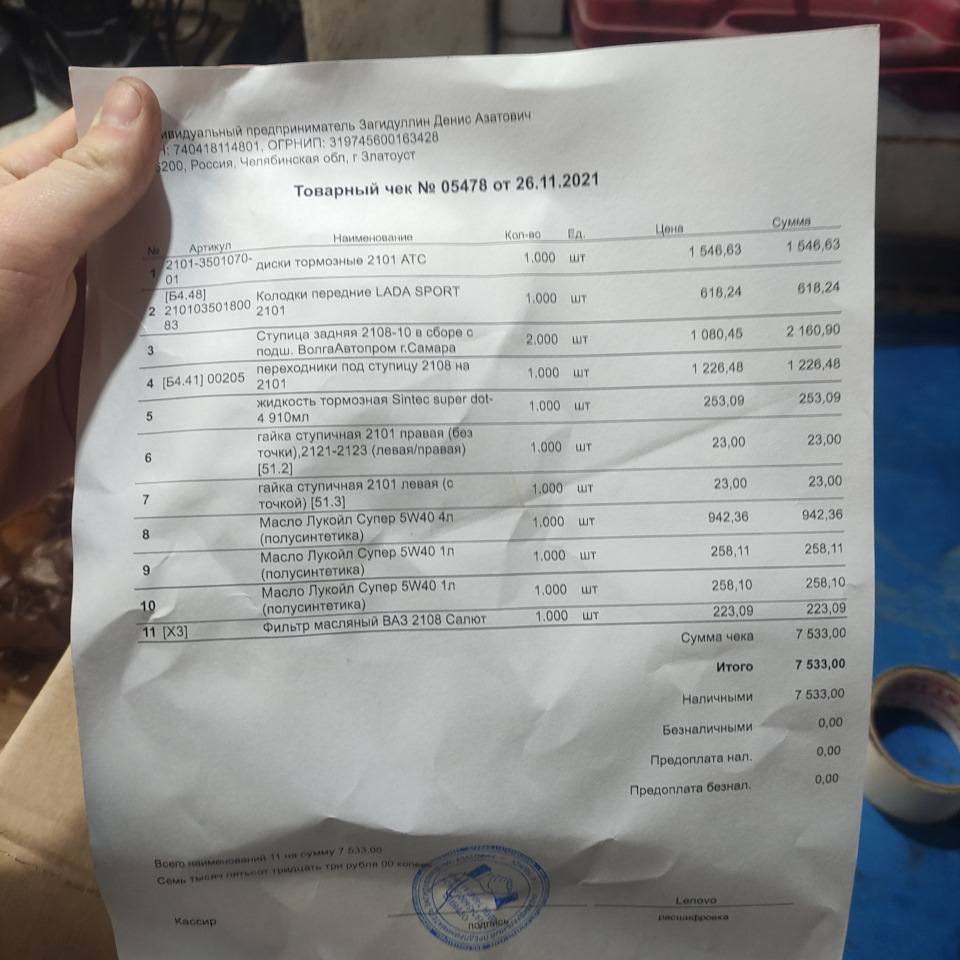 ивидуальный предприниматель Загидуллин Денис Азатович
: 740418114801, ОГРНИП: 319745600163428
200, Россия, Челябинская обл, г Златоуст
Товарный чек № 05478 от 26.11.2021
№ Артикул Наименование Кол-во Ед. Цена Сумма
1 2101-3501070-01 диски тормозные 2101 АТС 1.000 шт 1 546,63 1 546,63
2 [Б4.48] 21010350180083 Колодки передние LADA SPORT 2101 1.000 шт 618,24 618,24
3 Ступица задняя 2108-10 в сборе с подш. ВолгаАвтопром г.Самара 2.000 шт 1 080,45 2 160,90
4 [Б4.41] 00205 переходники под ступицу 2108 на 2101 1.000 шт 1 226,48 1 226,48
5 жидкость тормозная Sintec super dot-4 910мл 1.000 шт 253,09 253,09
6 гайка ступичная 2101 правая (без точки),2121-2123 (левая/правая) [51.2] 1.000 шт 23,00 23,00
7 гайка ступичная 2101 левая (с точкой) [51.3] 1.000 шт 23,00 23,00
8 Масло Лукойл Супер 5W40 4л (полусинтетика) 1.000 шт 942,36 942,36
9 Масло Лукойл Супер 5W40 1л (полусинтетика) 1.000 шт 258,11 258,11
10 Масло Лукойл Супер 5W40 1л (полусинтетика) 1.000 шт 258,10 258,10
11 [ХЗ] Фильтр масляный ВАЗ 2108 Салют 1.000 шт 223,09 223,09
Сумма чека 7 533,00
Итого 7 533,00
Наличными 7 533,00
Безналичными 0,00
Предоплата нал. 0,00
Предоплата безнал. 0,00
Всего наименований 11 на сумму 7 533,00
Семь тысяч пятьсот тридцать три рубля 00 копеек
Lenovo
Кассир подпись расшифровка